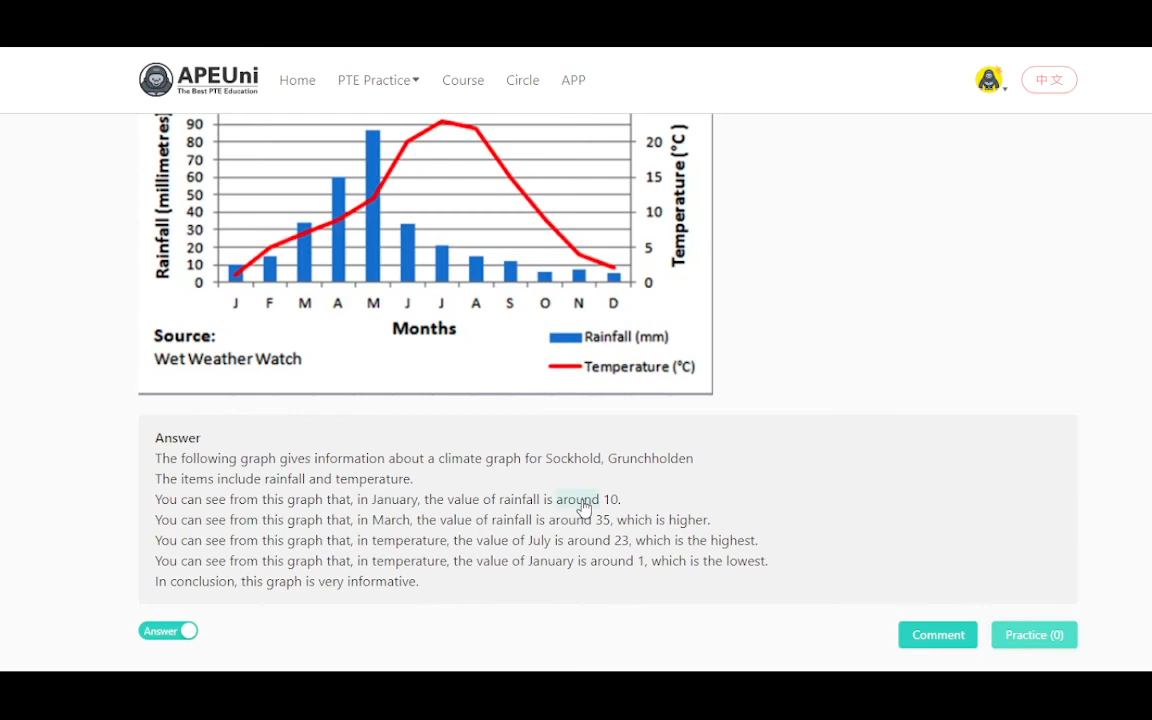 APEUni
The Best PTE Education
Home
PTE Practice
Course
Circle
APP
中文
Rainfall (millimetres)
90
80
70
60
50
40
30
20
10
0
20
15
10
5
0
Temperature (°C)
J F M A M J J A S O N D
Months
Source:
Wet Weather Watch
Rainfall (mm)
Temperature (°C)
Answer
The following graph gives information about a climate graph for Sockhold, Grunchholden
The items include rainfall and temperature.
You can see from this graph that, in January, the value of rainfall is around 10.
You can see from this graph that, in March, the value of rainfall is around 35, which is higher.
You can see from this graph that, in temperature, the value of July is around 23, which is the highest.
You can see from this graph that, in temperature, the value of January is around 1, which is the lowest.
In conclusion, this graph is very informative.
Answer
Comment
Practice (0)